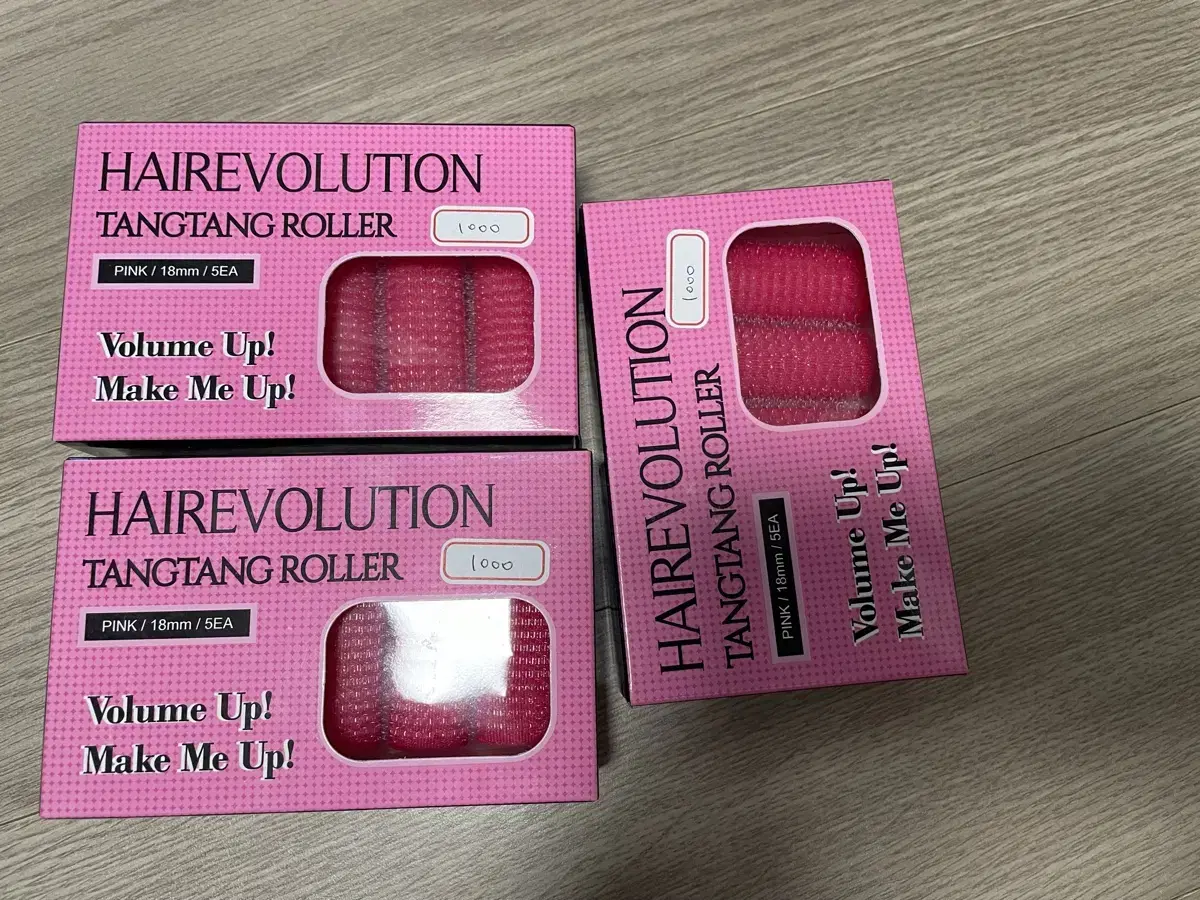 HAIREVOLUTION
TANGTANG ROLLER
1000
PINK / 18mm / 5EA
Volume Up!
Make Me Up!
HAIREVOLUTION
TANGTANG ROLLER
1000
PINK / 18mm / 5EA
Volume Up!
Make Me Up!
HAIREVOLUTION
TANGTANG ROLLER
1000
PINK / 18mm / 5EA
Volume Up!
Make Me Up!